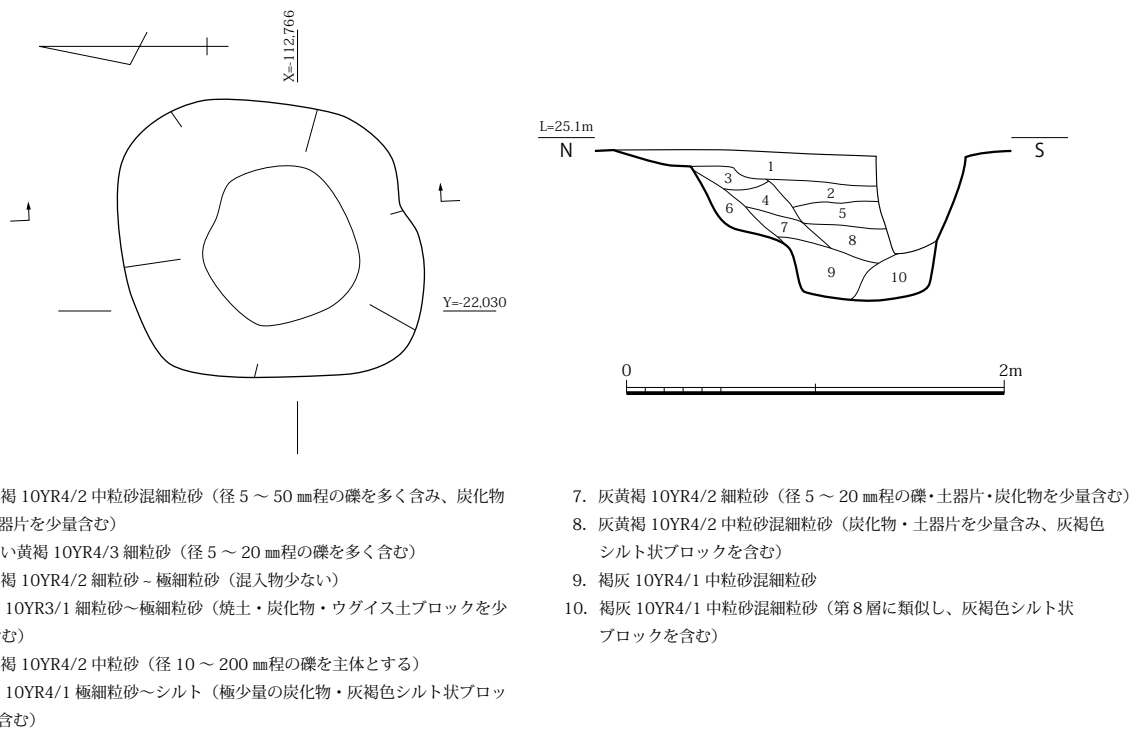 X=-112,766
Y=-22,030
L=25.1m
N
S
1
2
3
4
5
6
7
8
9
10
0
2m
褐 10YR4/2 中粒砂混細粒砂（径 5 ～ 50 ㎜程の礫を多く含み、炭化物
器片を少量含む）
い黄褐 10YR4/3 細粒砂（径 5 ～ 20 ㎜程の礫を多く含む）
褐 10YR4/2 細粒砂 ~ 極細粒砂（混入物少ない）
10YR3/1 細粒砂～極細粒砂（焼土・炭化物・ウグイス土ブロックを少
む）
褐 10YR4/2 中粒砂（径 10 ～ 200 ㎜程の礫を主体とする）
10YR4/1 極細粒砂～シルト（極少量の炭化物・灰褐色シルト状ブロッ
含む）
7. 灰黄褐 10YR4/2 細粒砂（径 5 ～ 20 ㎜程の礫・土器片・炭化物を少量含む）
8. 灰黄褐 10YR4/2 中粒砂混細粒砂（炭化物・土器片を少量含み、灰褐色
シルト状ブロックを含む）
9. 褐灰 10YR4/1 中粒砂混細粒砂
10. 褐灰 10YR4/1 中粒砂混細粒砂（第８層に類似し、灰褐色シルト状
ブロックを含む）